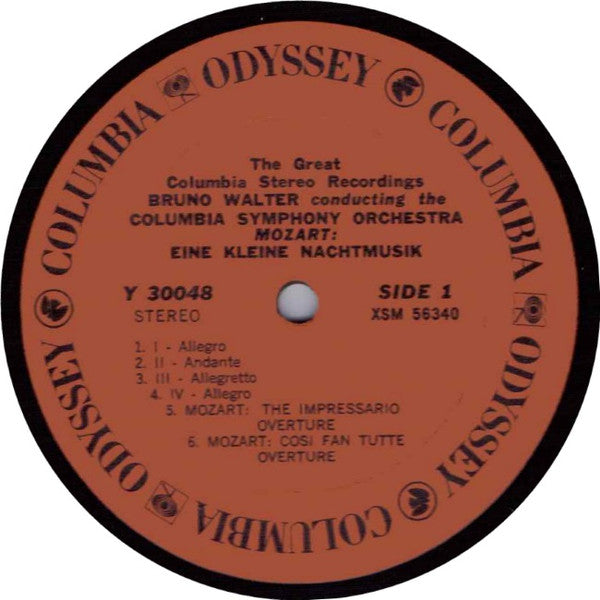 COLUMBIA ODYSSEY COLUMBIA ODYSSEY COLUMBIA ODYSSEY
The Great
Columbia Stereo Recordings
BRUNO WALTER conducting the
COLUMBIA SYMPHONY ORCHESTRA
MOZART:
EINE KLEINE NACHTMUSIK
Y 30048 SIDE 1
STEREO XSM 56340
1. I - Allegro
2. II - Andante
3. III - Allegretto
4. IV - Allegro
5. MOZART: THE IMPRESSARIO
OVERTURE
6. MOZART: COSI FAN TUTTE
OVERTURE